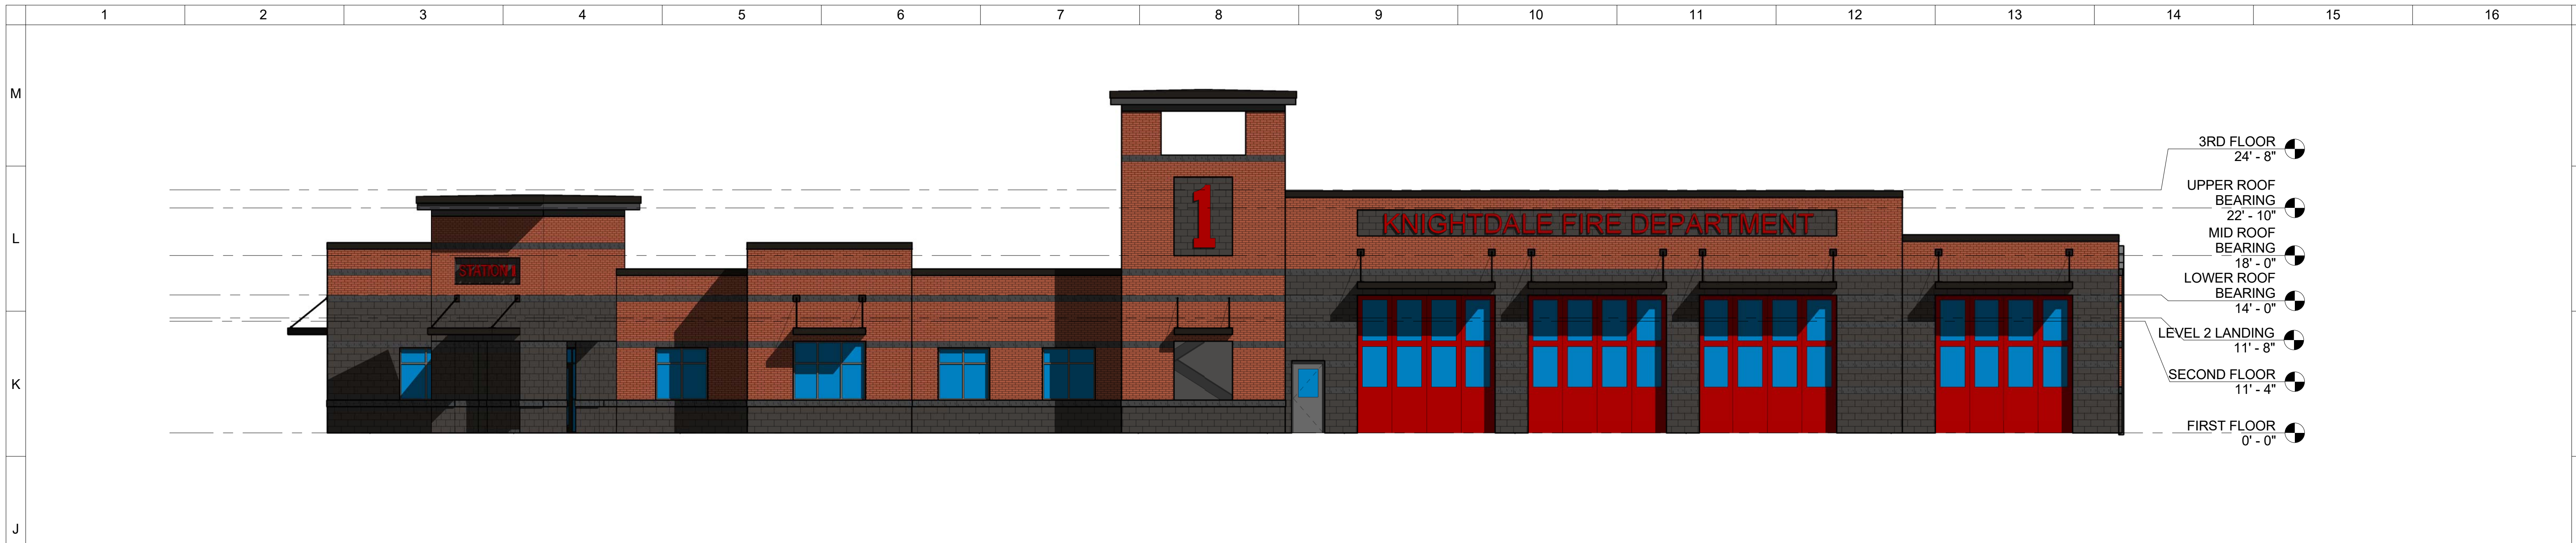 1 2 3 4 5 6 7 8 9 10 11 12 13 14 15 16
M
L
K
J
STATION 1
1
KNIGHTDALE FIRE DEPARTMENT
3RD FLOOR
24' - 8"
UPPER ROOF
BEARING
22' - 10"
MID ROOF
BEARING
18' - 0"
LOWER ROOF
BEARING
14' - 0"
LEVEL 2 LANDING
11' - 8"
SECOND FLOOR
11' - 4"
FIRST FLOOR
0' - 0"